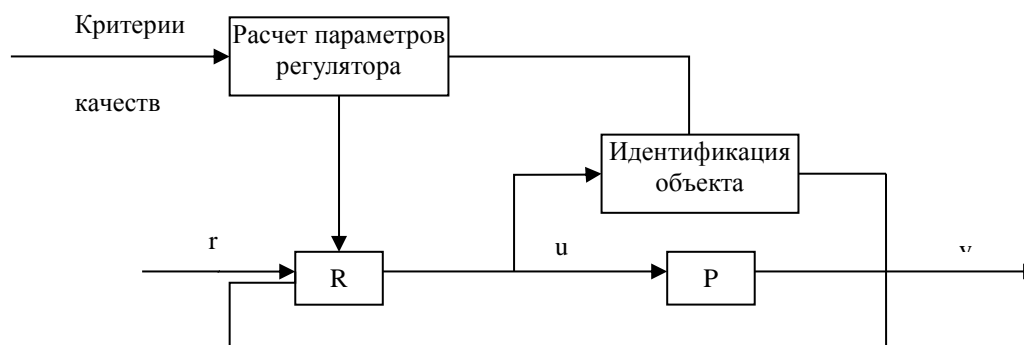 Критерии
качеств
Расчет параметров
регулятора
Идентификация
объекта
r
R
u
P